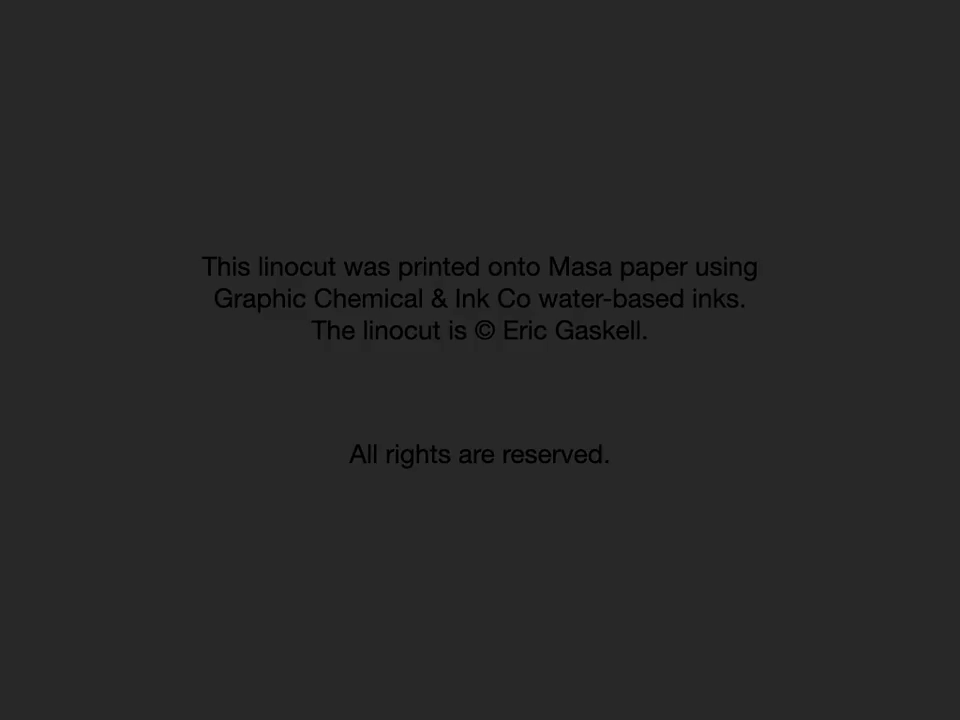 This linocut was printed onto Masa paper using
Graphic Chemical & Ink Co water-based inks.
The linocut is © Eric Gaskell.
All rights are reserved.